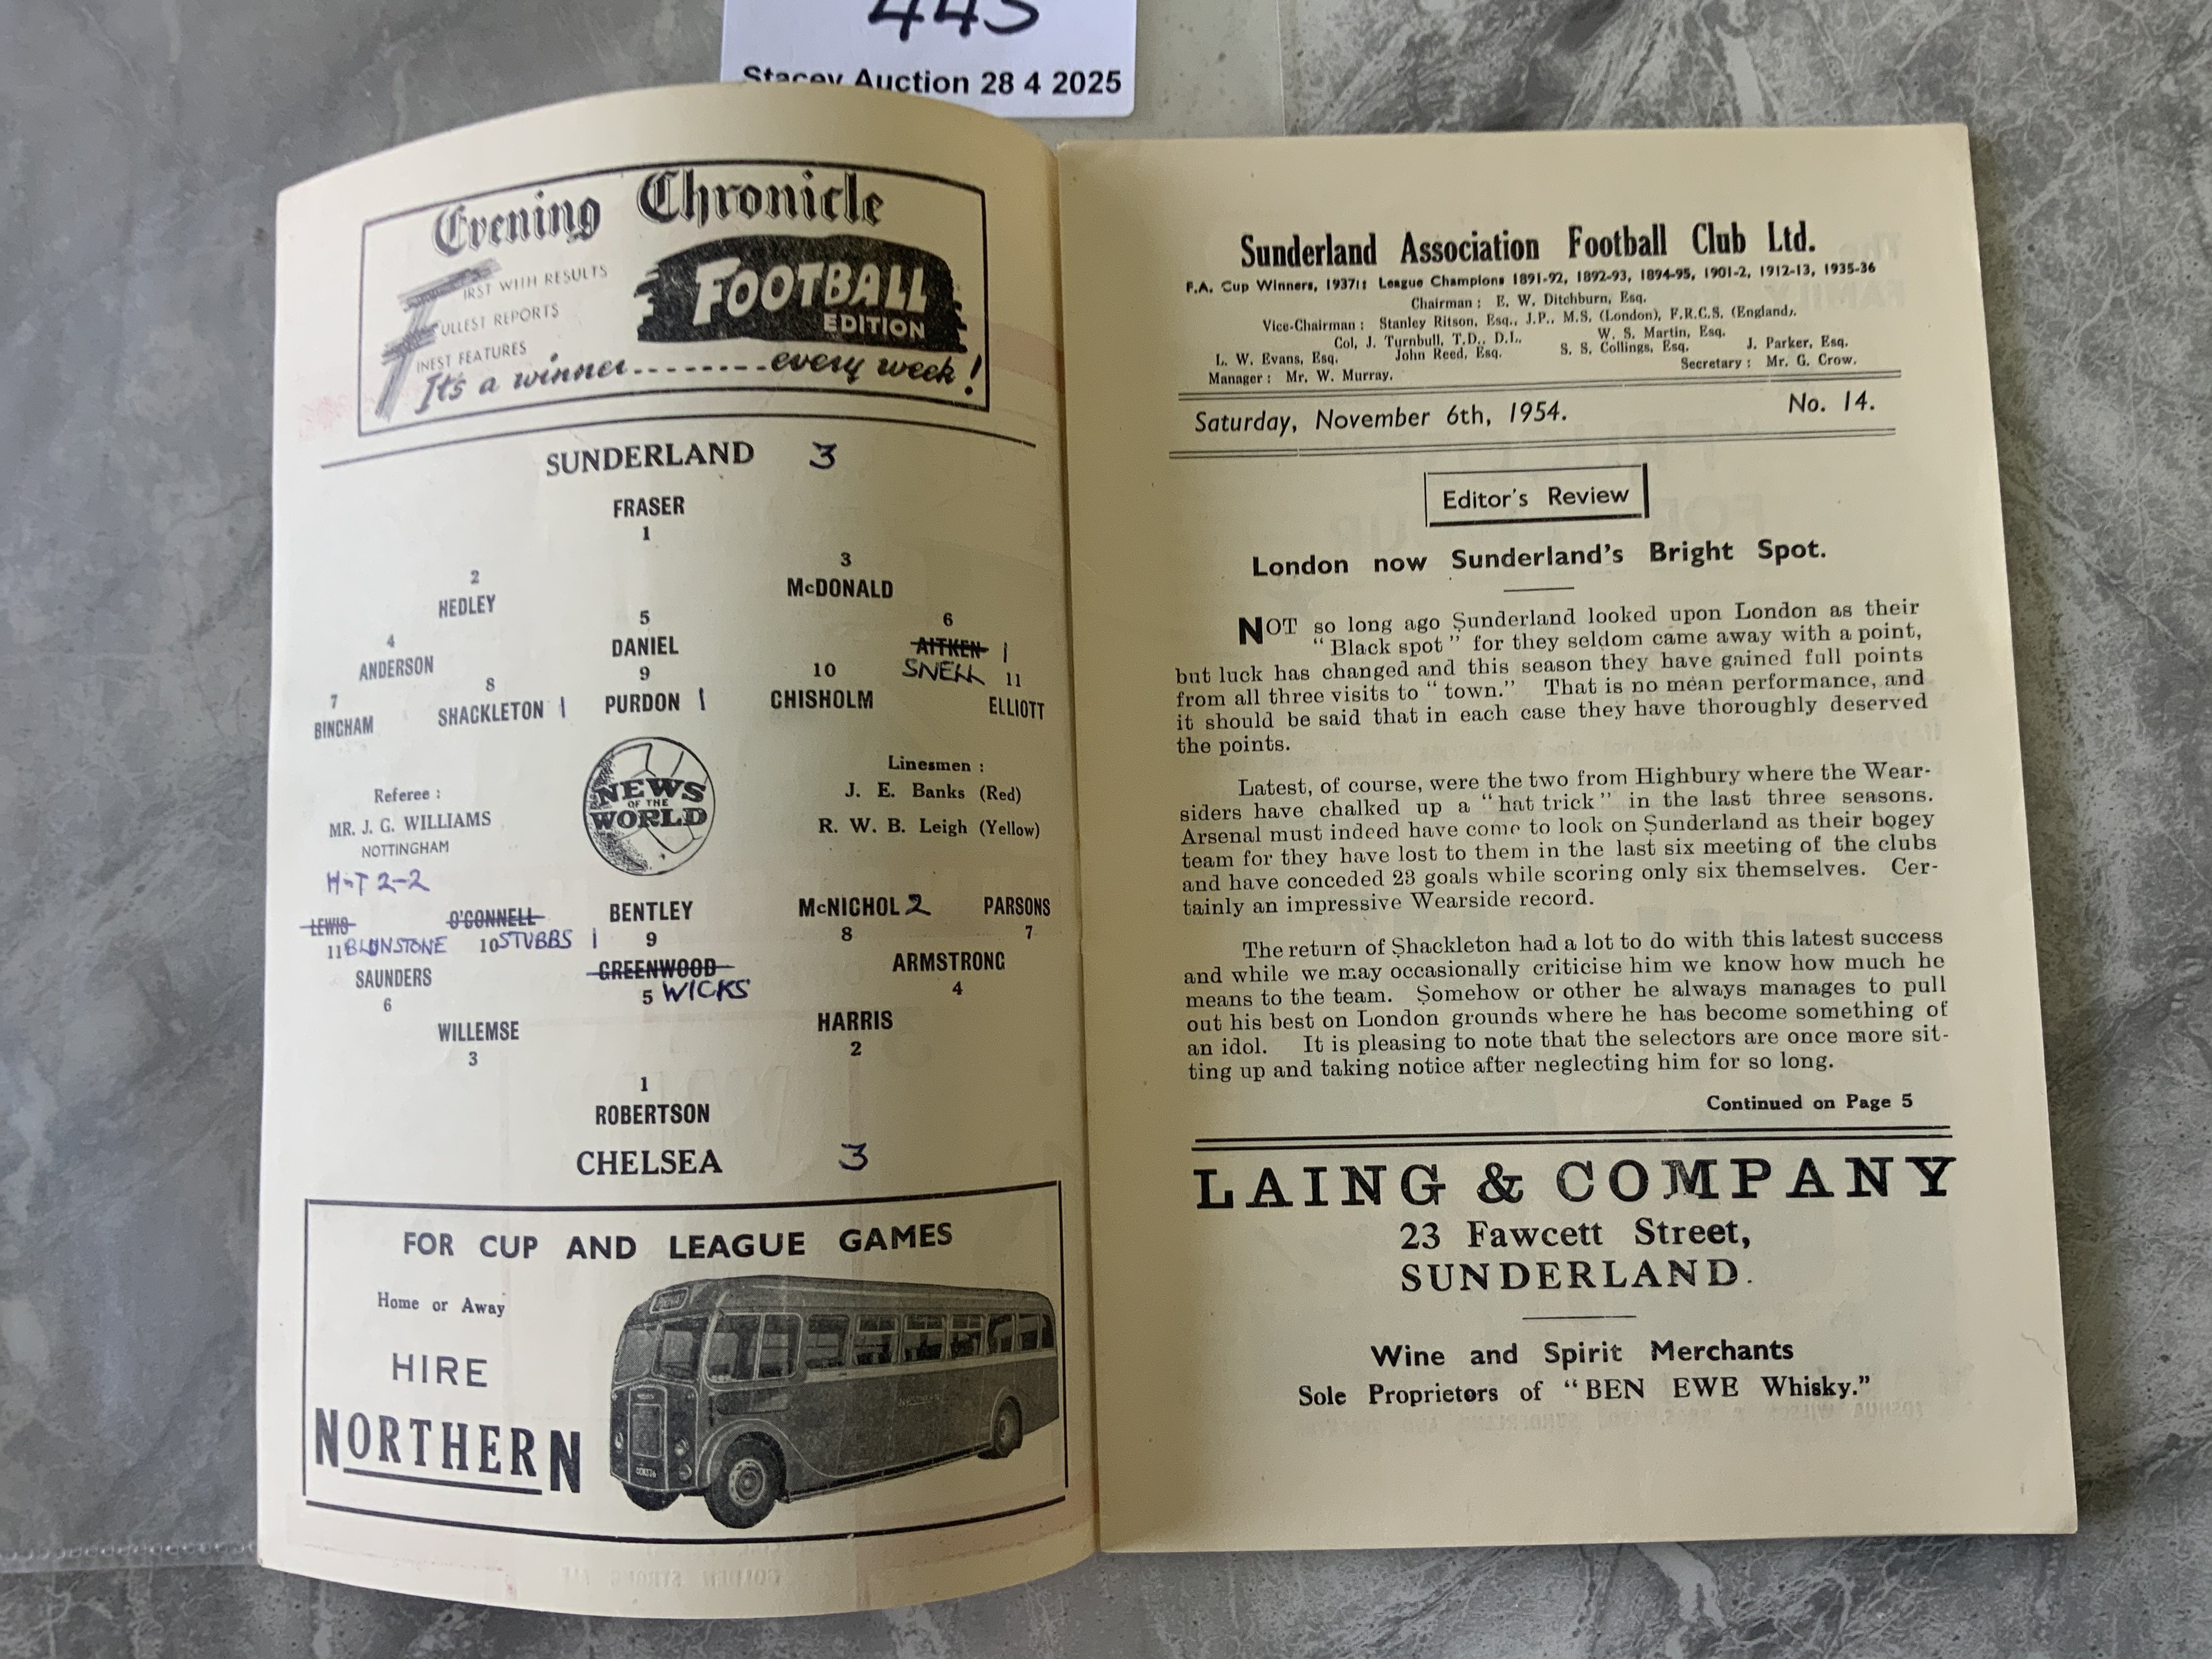 443
Stacey Auction 28 4 2025
Evening Chronicle
FIRST WITH RESULTS
FULLEST REPORTS
FINEST FEATURES
FOOTBALL
EDITION
It's a winner........every week!
SUNDERLAND 3
FRASER
1
2
HEDLEY
3
McDONALD
4
ANDERSON
5
DANIEL
6
AITKEN 1
SNELL
7
BINGHAM
8
SHACKLETON 1
9
PURDON 1
10
CHISHOLM
11
ELLIOTT
Referee :
MR. J. G. WILLIAMS
NOTTINGHAM
H-T 2-2
NEWS
OF THE
WORLD
Linesmen :
J. E. Banks (Red)
R. W. B. Leigh (Yellow)
LEWIS
11 BLUNSTONE
O'CONNELL
10 STUBBS 1
BENTLEY
9
McNICHOL 2
8
PARSONS
7
SAUNDERS
6
GREENWOOD
5 WICKS
ARMSTRONG
4
WILLEMSE
3
HARRIS
2
1
ROBERTSON
CHELSEA 3
FOR CUP AND LEAGUE GAMES
Home or Away
HIRE
NORTHERN
Sunderland Association Football Club Ltd.
F.A. Cup Winners, 1937: League Champions 1891-92, 1892-93, 1894-95, 1901-2, 1912-13, 1935-36
Chairman : E. W. Ditchburn, Esq.
Vice-Chairman : Stanley Ritson, Esq., J.P., M.S. (London), F.R.C.S. (England).
Col. J. Turnbull, T.D., D.L. W. S. Martin, Esq.
L. W. Evans, Esq. John Reed, Esq. S. S. Collings, Esq. J. Parker, Esq.
Manager : Mr. W. Murray. Secretary : Mr. G. Crow.
Saturday, November 6th, 1954. No. 14.
Editor's Review
London now Sunderland's Bright Spot.
NOT so long ago Sunderland looked upon London as their
"Black spot" for they seldom came away with a point,
but luck has changed and this season they have gained full points
from all three visits to "town." That is no mean performance, and
it should be said that in each case they have thoroughly deserved
the points.
Latest, of course, were the two from Highbury where the Wear-
siders have chalked up a "hat trick" in the last three seasons.
Arsenal must indeed have come to look on Sunderland as their bogey
team for they have lost to them in the last six meeting of the clubs
and have conceded 23 goals while scoring only six themselves. Cer-
tainly an impressive Wearside record.
The return of Shackleton had a lot to do with this latest success
and while we may occasionally criticise him we know how much he
means to the team. Somehow or other he always manages to pull
out his best on London grounds where he has become something of
an idol. It is pleasing to note that the selectors are once more sit-
ting up and taking notice after neglecting him for so long.
Continued on Page 5
LAING & COMPANY
23 Fawcett Street,
SUNDERLAND.
Wine and Spirit Merchants
Sole Proprietors of "BEN EWE Whisky."